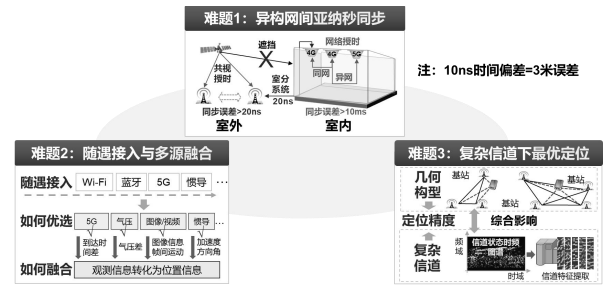 难题1：异构网间亚纳秒同步
网络授时
遮挡
4G 4G 5G
共视
授时
同网 异网
室分
系统
20ns
同步误差>20ns 同步误差>10ms
室外 室内
注：10ns时间偏差=3米误差
难题2：随遇接入与多源融合
随遇接入 Wi-Fi 蓝牙 5G 惯导 …
如何优选 5G 气压 图像/视频 惯导 …
到达时间差 气压差 图像信息帧间运动 加速度方向角
如何融合 观测信息转化为位置信息
难题3：复杂信道下最优定位
几何
构型
基站 基站
定位精度 综合影响
复杂
信道
频域
信道状态时频
时域 信道特征提取